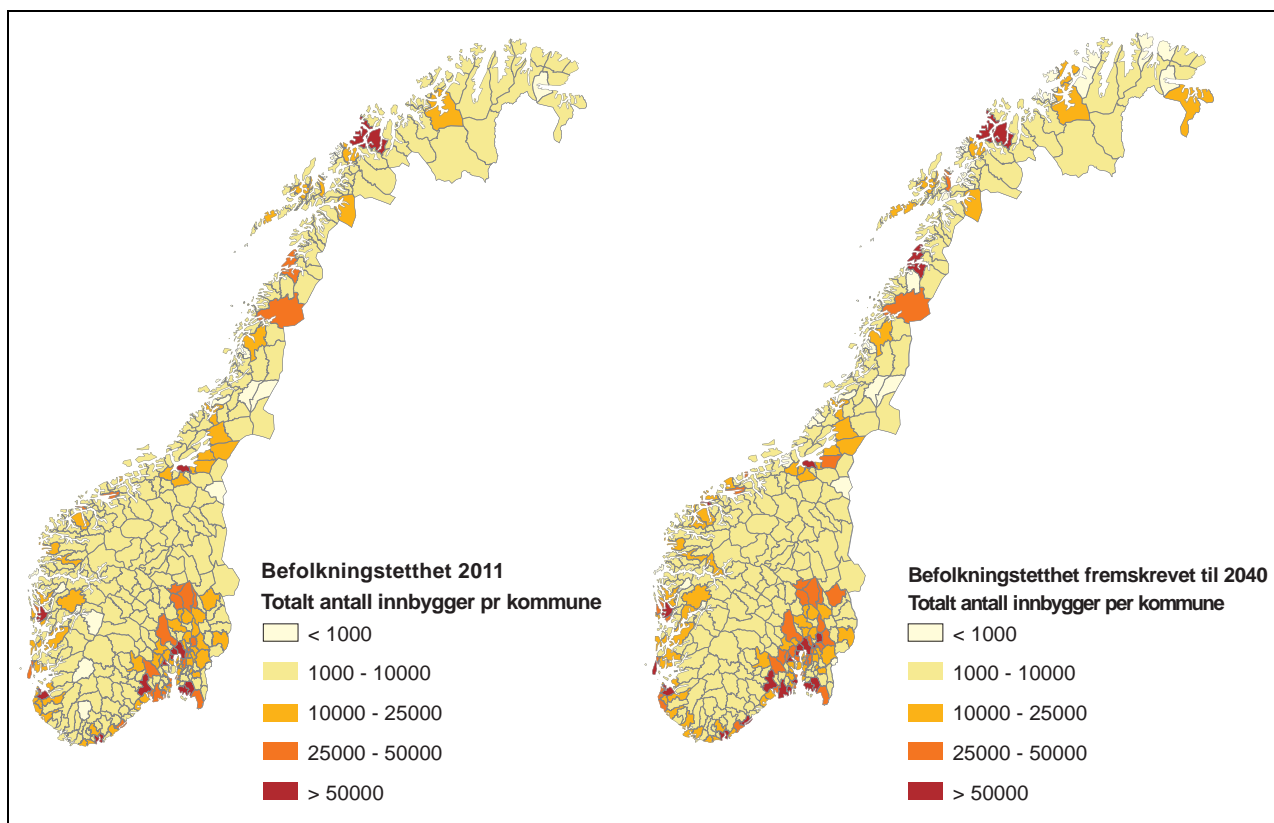 Befolkningstetthet 2011
Totalt antall innbygger pr kommune
< 1000
1000 - 10000
10000 - 25000
25000 - 50000
> 50000
Befolkningstetthet fremskrevet til 2040
Totalt antall innbygger per kommune
< 1000
1000 - 10000
10000 - 25000
25000 - 50000
> 50000